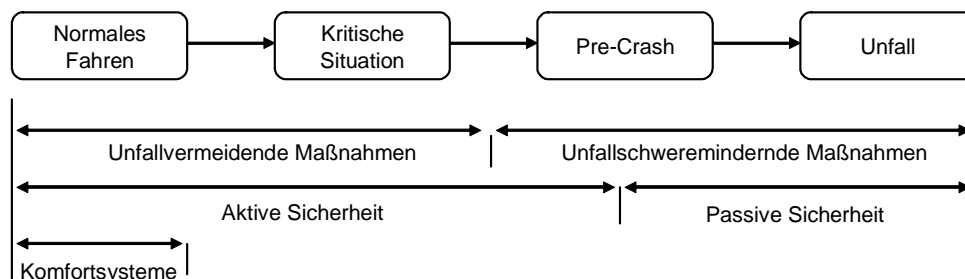 Normales
Fahren
Kritische
Situation
Pre-Crash
Unfall
Unfallvermeidende Maßnahmen
Unfallschweremindernde Maßnahmen
Aktive Sicherheit
Passive Sicherheit
Komfortsysteme